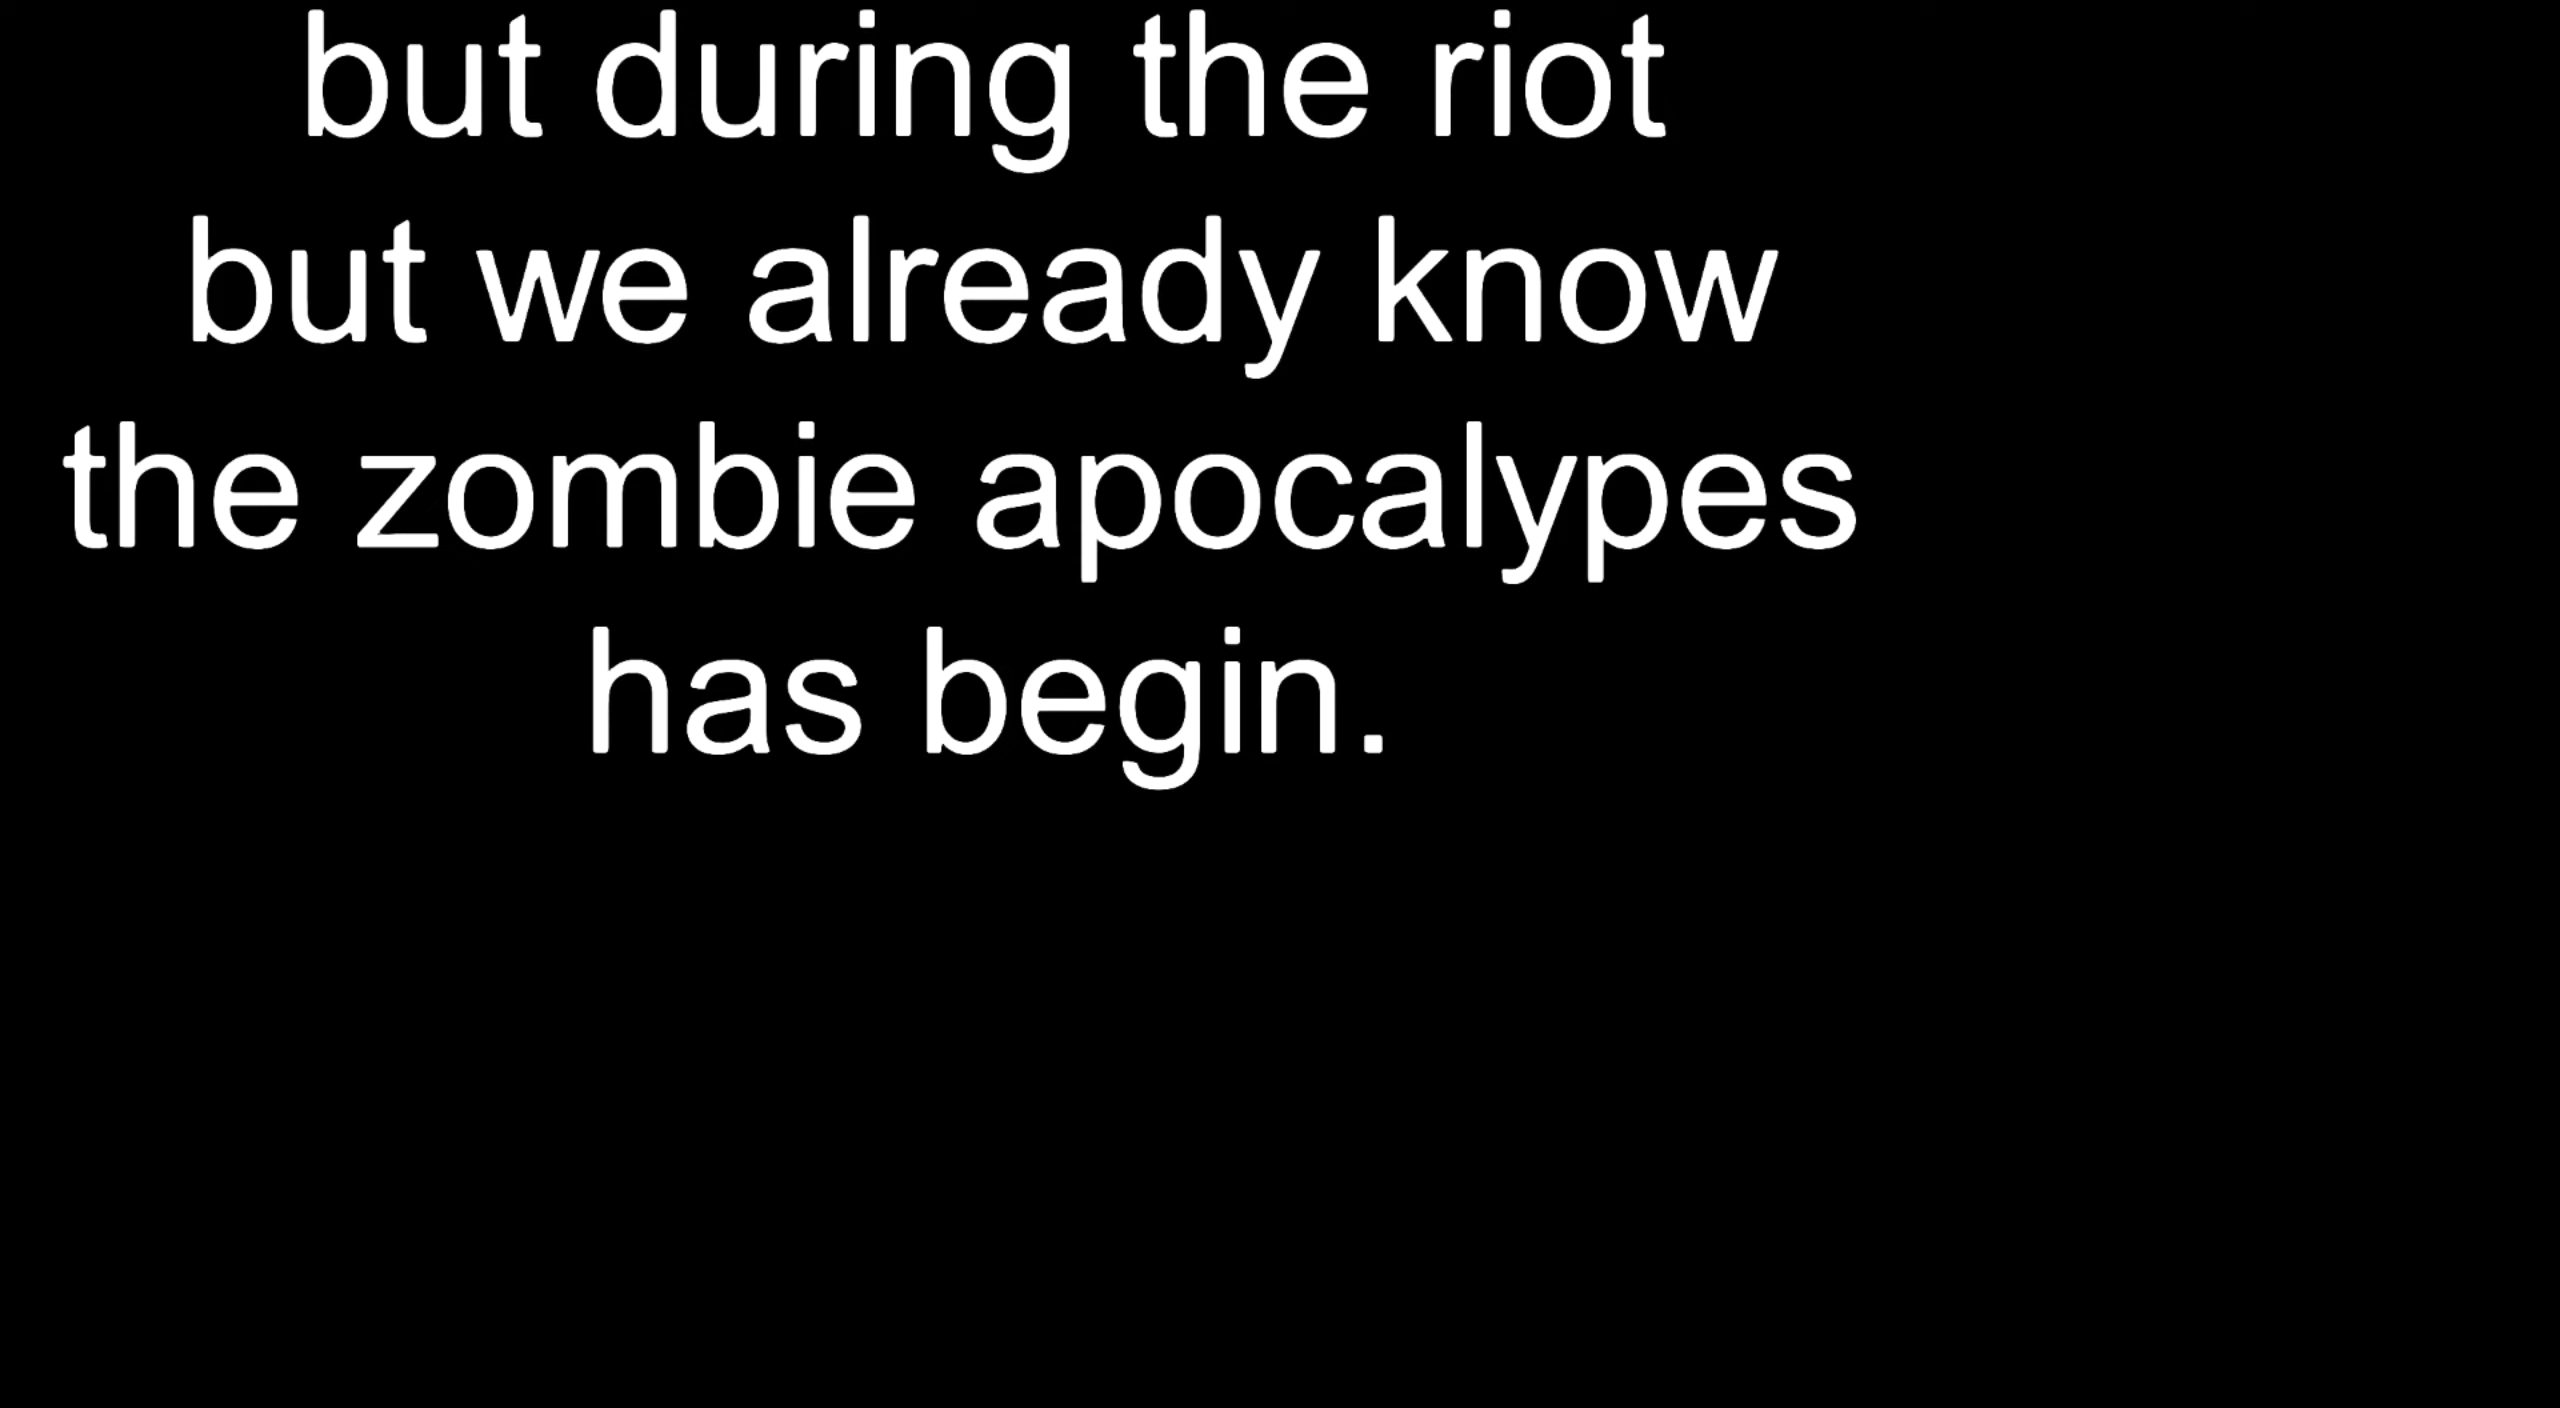 but during the riot
but we already know
the zombie apocalypes
has begin.